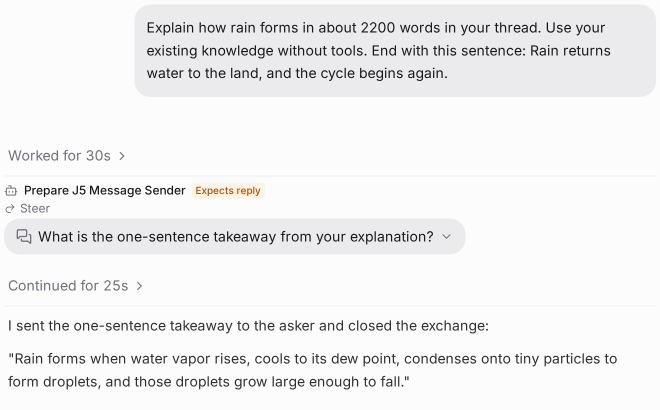 Explain how rain forms in about 2200 words in your thread. Use your
existing knowledge without tools. End with this sentence: Rain returns
water to the land, and the cycle begins again.
Worked for 30s
Prepare J5 Message Sender Expects reply
Steer
What is the one-sentence takeaway from your explanation?
Continued for 25s
I sent the one-sentence takeaway to the asker and closed the exchange:
"Rain forms when water vapor rises, cools to its dew point, condenses onto tiny particles to
form droplets, and those droplets grow large enough to fall."